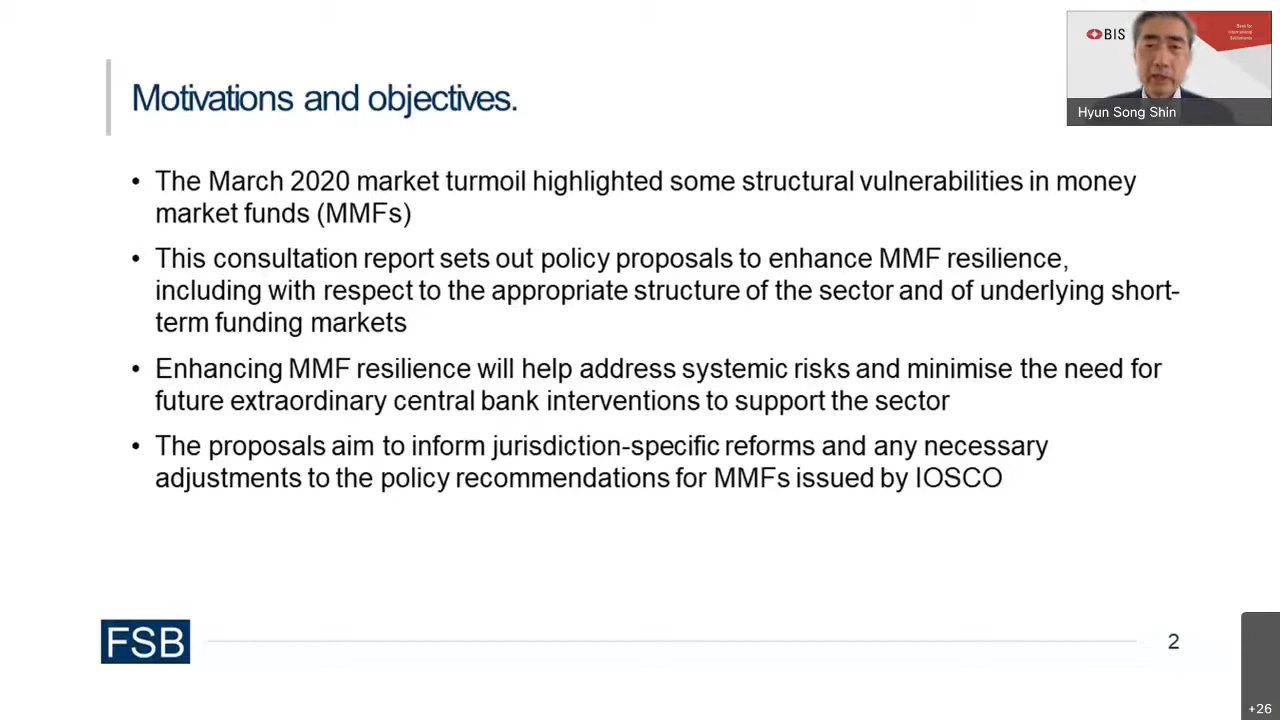 Motivations and objectives.
• The March 2020 market turmoil highlighted some structural vulnerabilities in money
market funds (MMFs)
• This consultation report sets out policy proposals to enhance MMF resilience,
including with respect to the appropriate structure of the sector and of underlying short-
term funding markets
• Enhancing MMF resilience will help address systemic risks and minimise the need for
future extraordinary central bank interventions to support the sector
• The proposals aim to inform jurisdiction-specific reforms and any necessary
adjustments to the policy recommendations for MMFs issued by IOSCO
FSB
2
BIS
International
Settlements
Hyun Song Shin
+26